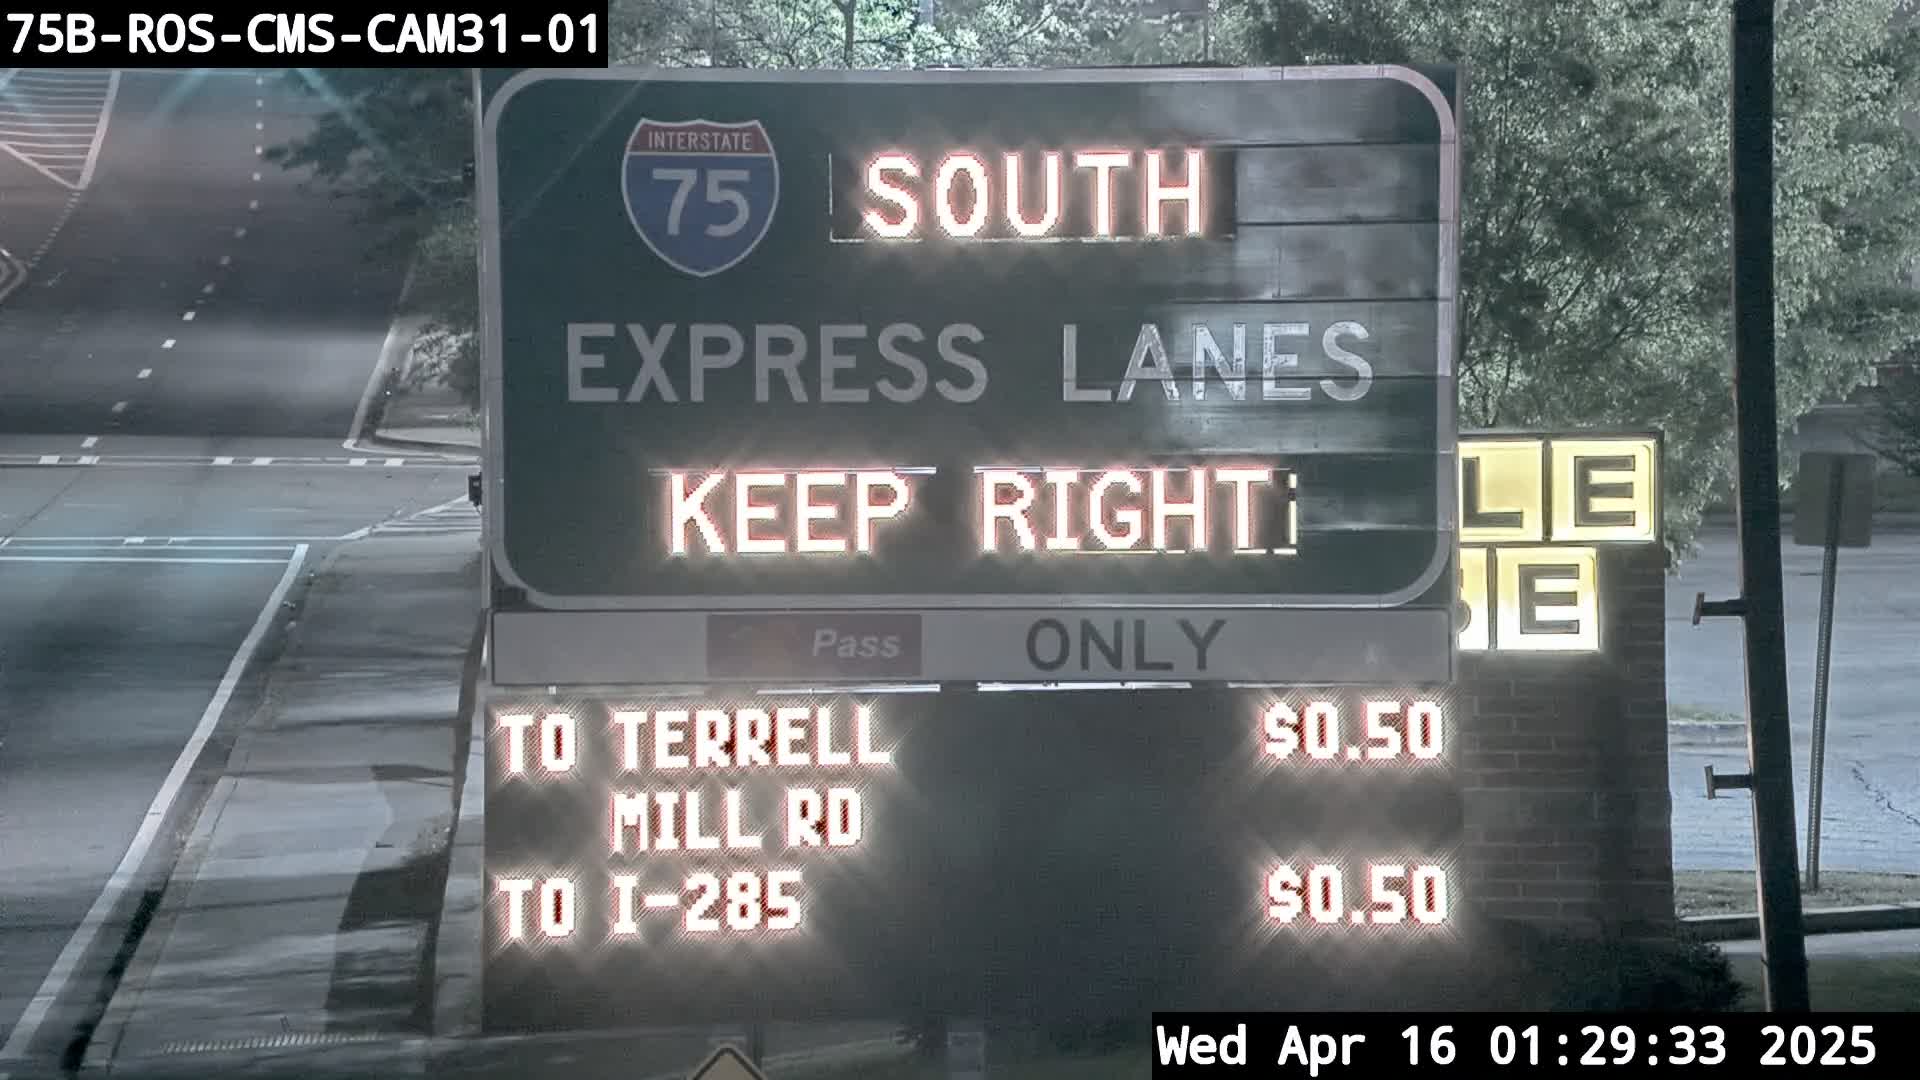 75B-ROS-CMS-CAM31-01
INTERSTATE
75
SOUTH
EXPRESS LANES
KEEP RIGHT
Pass ONLY
TO TERRELL $0.50
MILL RD
TO I-285 $0.50
LE
E
Wed Apr 16 01:29:33 2025